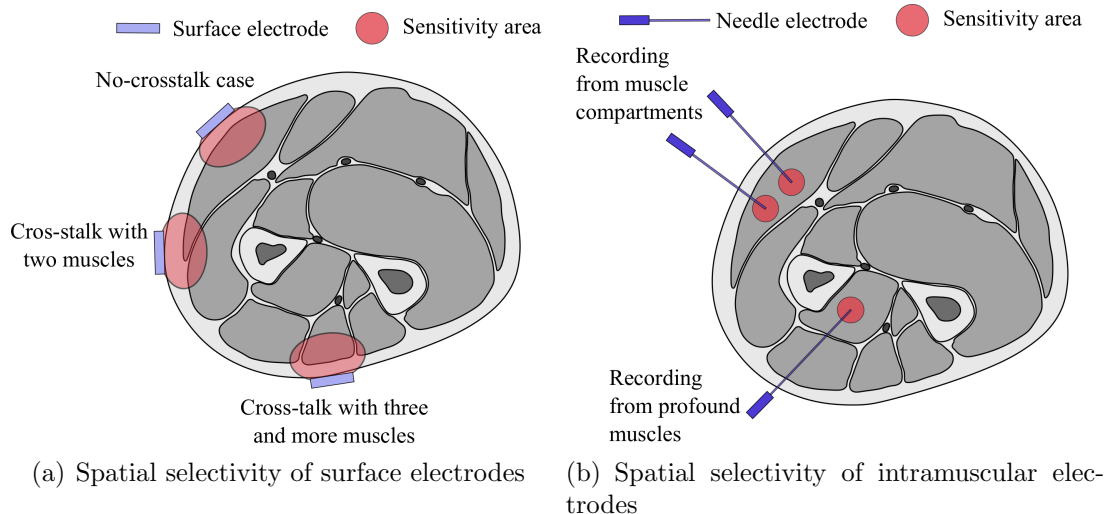 Surface electrode
Sensitivity area
No-crosstalk case
Cros-stalk with
two muscles
Cross-talk with three
and more muscles
(a) Spatial selectivity of surface electrodes
Needle electrode
Sensitivity area
Recording
from muscle
compartments
Recording
from profound
muscles
(b) Spatial selectivity of intramuscular elec-
trodes